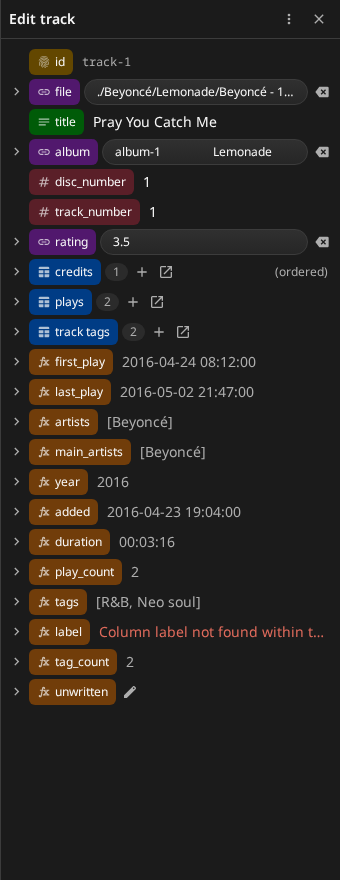 Edit track
id track-1
file ./Beyoncé/Lemonade/Beyoncé - 1...
title Pray You Catch Me
album album-1 Lemonade
disc_number 1
track_number 1
rating 3.5
credits 1 (ordered)
plays 2
track tags 2
first_play 2016-04-24 08:12:00
last_play 2016-05-02 21:47:00
artists [Beyoncé]
main_artists [Beyoncé]
year 2016
added 2016-04-23 19:04:00
duration 00:03:16
play_count 2
tags [R&B, Neo soul]
label Column label not found within t...
tag_count 2
unwritten